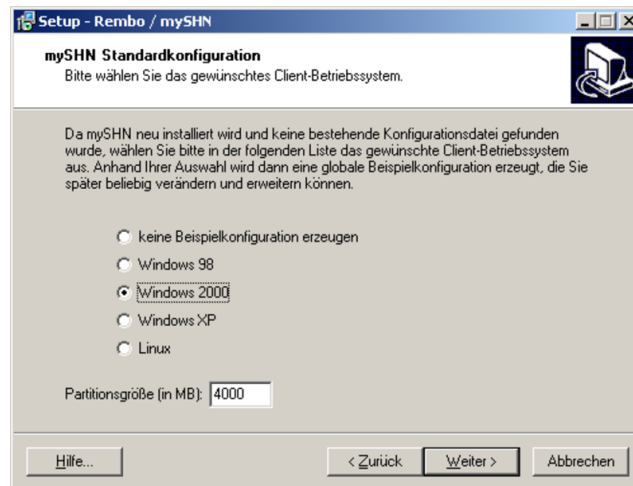 Setup - Rembo / mySHN
mySHN Standardkonfiguration
Bitte wählen Sie das gewünschtes Client-Betriebssystem.
Da mySHN neu installiert wird und keine bestehende Konfigurationsdatei gefunden
wurde, wählen Sie bitte in der folgenden Liste das gewünschte Client-Betriebssystem
aus. Anhand Ihrer Auswahl wird dann eine globale Beispielkonfiguration erzeugt, die Sie
später beliebig verändern und erweitern können.
keine Beispielkonfiguration erzeugen
Windows 98
Windows 2000
Windows XP
Linux
Partitionsgröße (in MB): 4000
Hilfe... < Zurück Weiter > Abbrechen